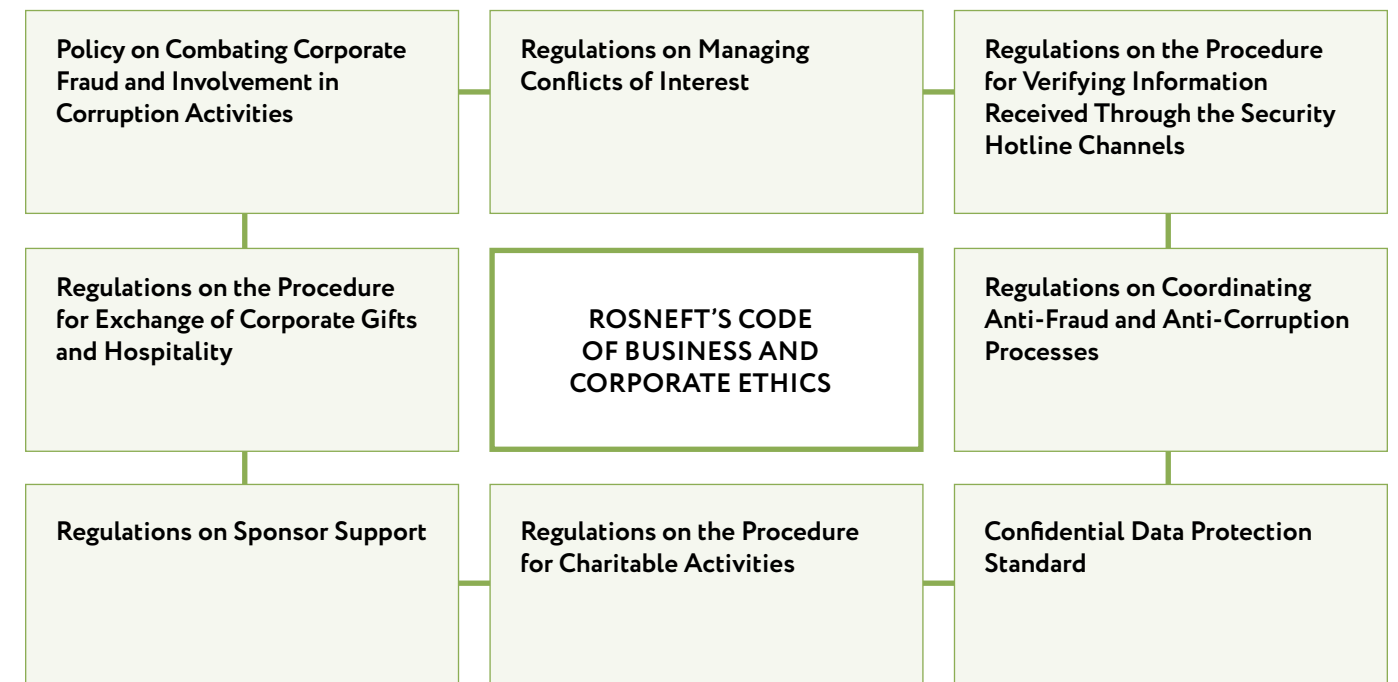 Policy on Combating Corporate
Fraud and Involvement in
Corruption Activities
Regulations on Managing
Conflicts of Interest
Regulations on the Procedure
for Verifying Information
Received Through the Security
Hotline Channels
Regulations on the Procedure
for Exchange of Corporate Gifts
and Hospitality
ROSNEFT’S CODE
OF BUSINESS AND
CORPORATE ETHICS
Regulations on Coordinating
Anti-Fraud and Anti-Corruption
Processes
Regulations on Sponsor Support
Regulations on the Procedure
for Charitable Activities
Confidential Data Protection
Standard